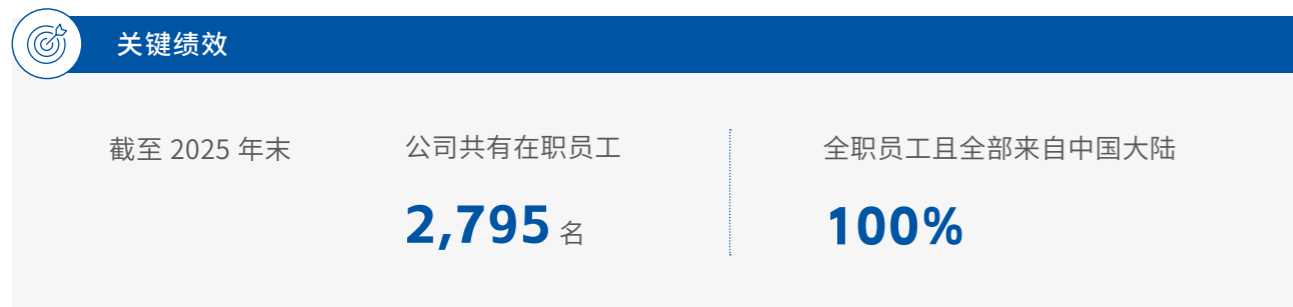 关键绩效
截至 2025 年末
公司共有在职员工
2,795 名
全职员工且全部来自中国大陆
100%